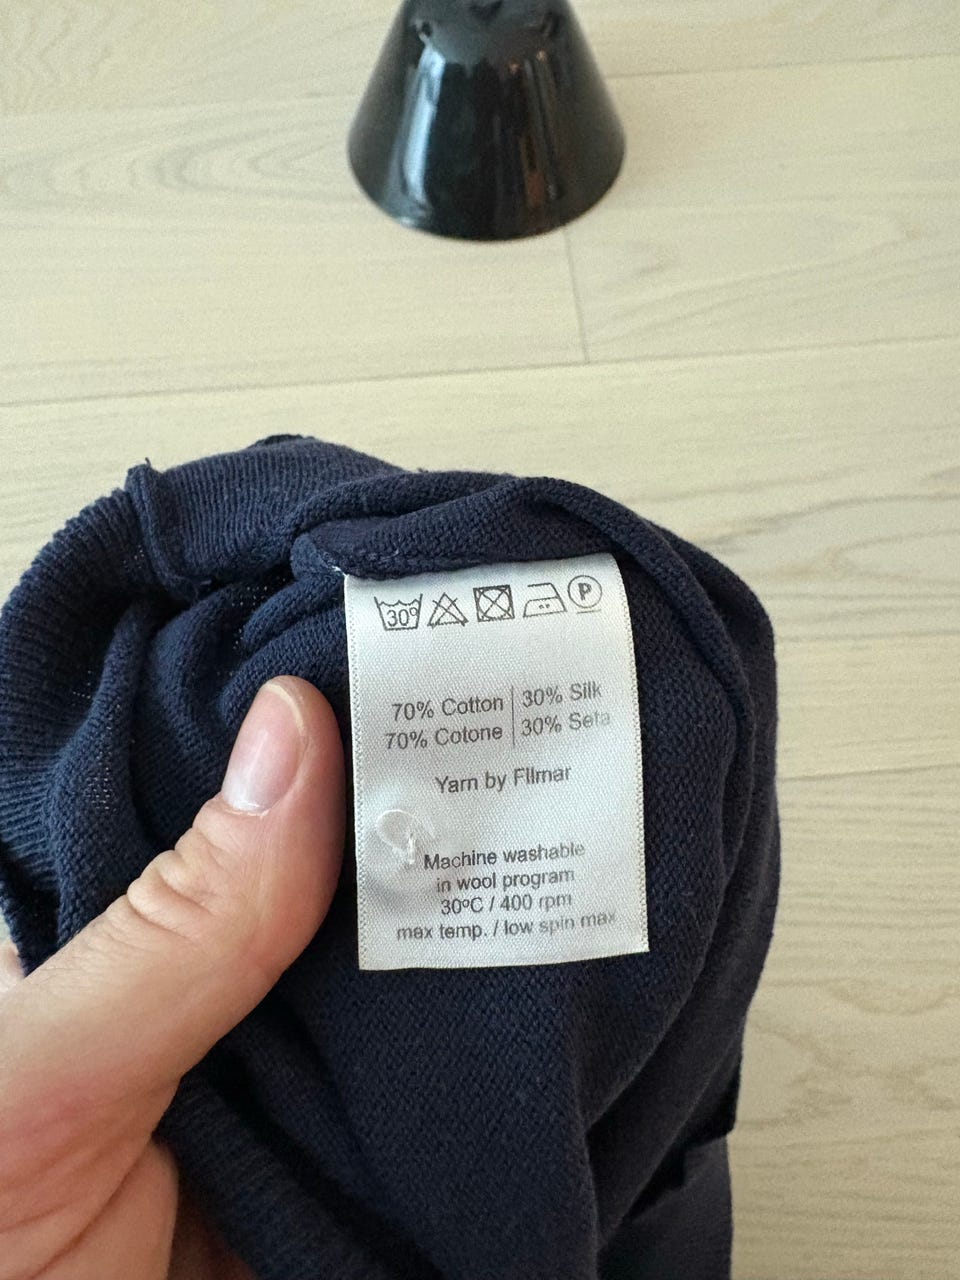 30º P
70% Cotton | 30% Silk
70% Cotone | 30% Seta
Yarn by FIlmar
Machine washable
in wool program
30ºC / 400 rpm
max temp. / low spin max